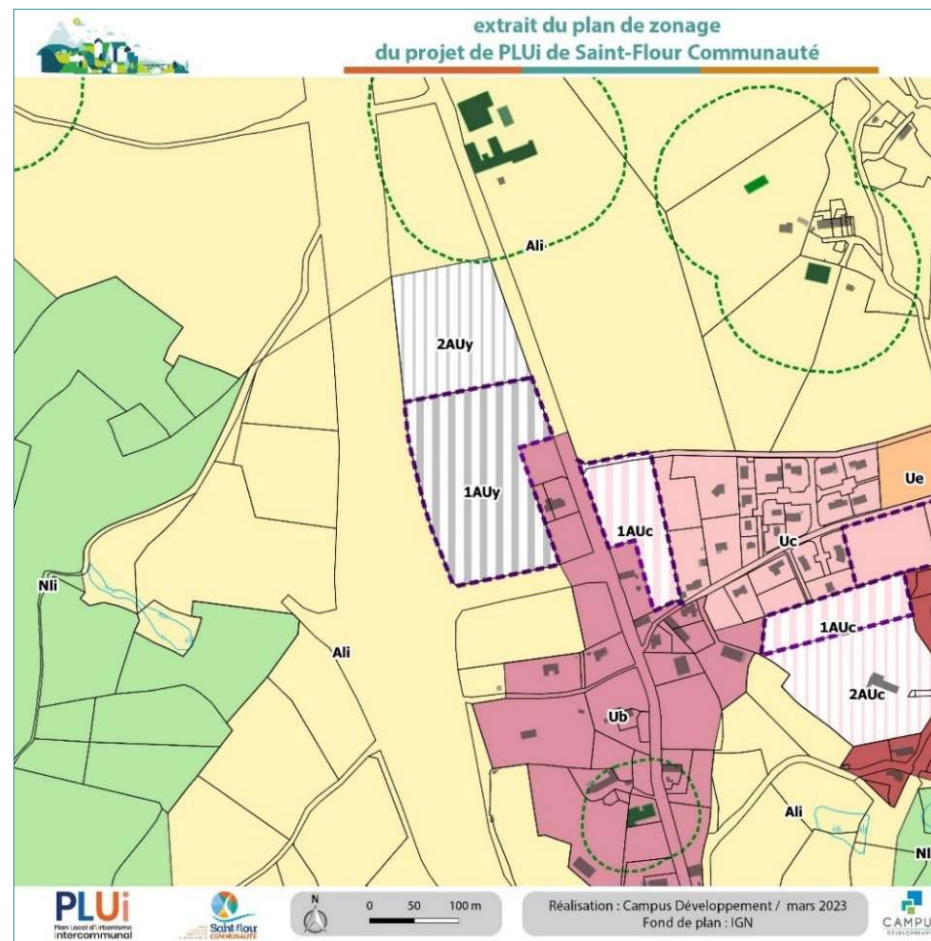 extrait du plan de zonage
du projet de PLUi de Saint-Flour Communauté
Ali
2AUy
1AUy
1AUc
Ue
Uc
Nli
1AUc
Ali
2AUc
Ub
Ali
Nl
PLUi
Plan Local d'Urbanisme
intercommunal
Saint-flour
COMMUNAUTÉ
N
0 50 100 m
Réalisation : Campus Développement / mars 2023
Fond de plan : IGN
CAMPUS